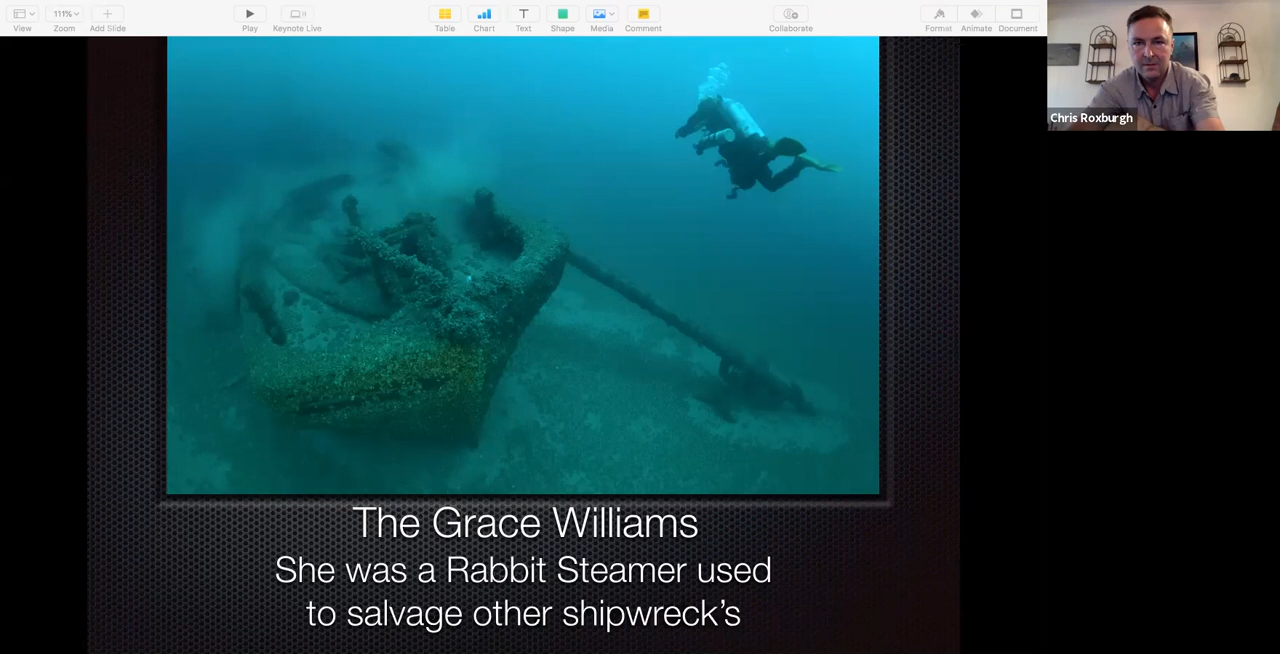 View
Zoom
Add Slide
Play
Keynote Live
Table
Chart
Text
Shape
Media
Comment
Collaborate
Format
Animate
Document
111%
T
Chris Roxburgh
The Grace Williams
She was a Rabbit Steamer used
to salvage other shipwreck's